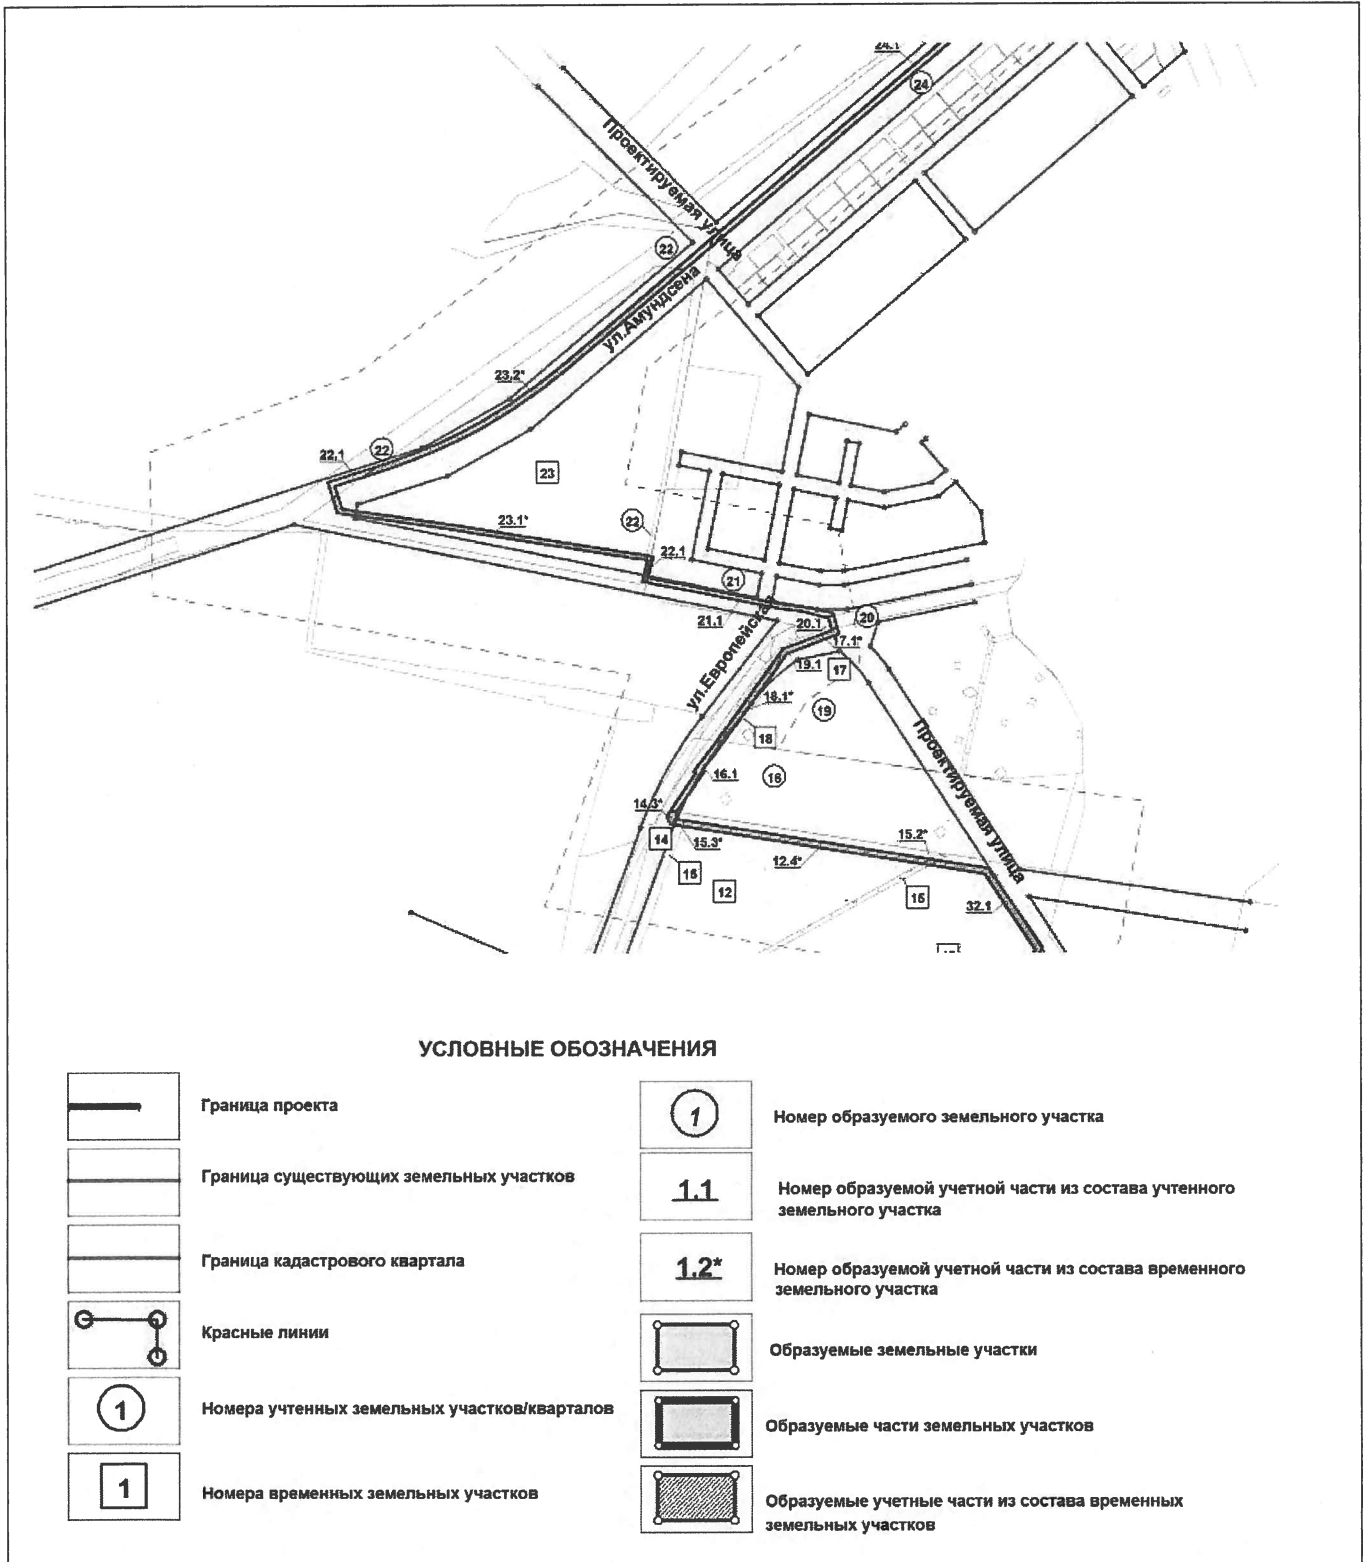 24.1
24
Проектируемая улица
22
ул.Амундсена
23.2*
22.1
22
23
23.1*
22
22.1
21
21.1
20.1
20
17.1*
19.1
17
ул.Европейская
18.1*
19
18
16.1
16
14.3*
14
15.3*
15.2*
12.4*
15
12
15
32.1
Проектируемая улица
УСЛОВНЫЕ ОБОЗНАЧЕНИЯ
Граница проекта
Граница существующих земельных участков
Граница кадастрового квартала
Красные линии
1
Номера учтенных земельных участков/кварталов
1
Номера временных земельных участков
1
Номер образуемого земельного участка
1.1
Номер образуемой учетной части из состава учтенного
земельного участка
1.2*
Номер образуемой учетной части из состава временного
земельного участка
Образуемые земельные участки
Образуемые части земельных участков
Образуемые учетные части из состава временных
земельных участков